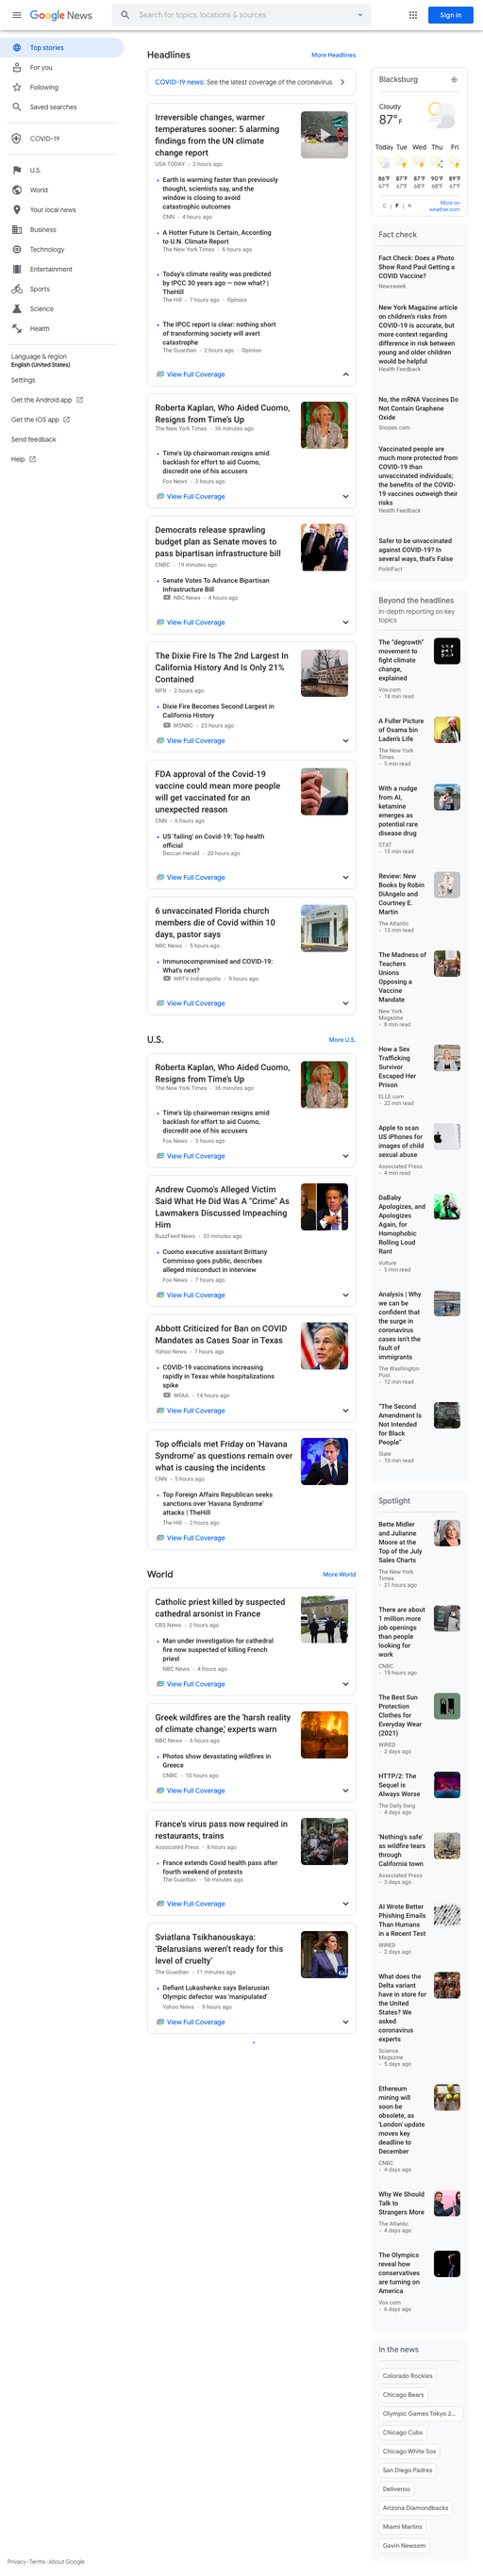 Google News
Search for topics, locations & sources
Sign in
Top stories
For you
Following
Saved searches
COVID-19
U.S.
World
Your local news
Business
Technology
Entertainment
Sports
Science
Health
Language & region
English (United States)
Settings
Get the Android app
Get the iOS app
Send feedback
Help
Headlines
More Headlines
COVID-19 news: See the latest coverage of the coronavirus
Irreversible changes, warmer
temperatures sooner: 5 alarming
findings from the UN climate
change report
USA TODAY · 2 hours ago
Earth is warming faster than previously
thought, scientists say, and the
window is closing to avoid
catastrophic outcomes
CNN · 4 hours ago
A Hotter Future Is Certain, According
to U.N. Climate Report
The New York Times · 6 hours ago
Today's climate reality was predicted
by IPCC 30 years ago — now what? |
TheHill
The Hill · 7 hours ago · Opinion
The IPCC report is clear: nothing short
of transforming society will avert
catastrophe
The Guardian · 2 hours ago · Opinion
View Full Coverage
Roberta Kaplan, Who Aided Cuomo,
Resigns from Time's Up
The New York Times · 36 minutes ago
Time's Up chairwoman resigns amid
backlash for effort to aid Cuomo,
discredit one of his accusers
Fox News · 3 hours ago
View Full Coverage
Democrats release sprawling
budget plan as Senate moves to
pass bipartisan infrastructure bill
CNBC · 19 minutes ago
Senate Votes To Advance Bipartisan
Infrastructure Bill
NBC News · 4 hours ago
View Full Coverage
The Dixie Fire Is The 2nd Largest In
California History And Is Only 21%
Contained
NPR · 2 hours ago
Dixie Fire Becomes Second Largest in
California History
MSNBC · 23 hours ago
View Full Coverage
FDA approval of the Covid-19
vaccine could mean more people
will get vaccinated for an
unexpected reason
CNN · 6 hours ago
US 'failing' on Covid-19: Top health
official
Deccan Herald · 20 hours ago
View Full Coverage
6 unvaccinated Florida church
members die of Covid within 10
days, pastor says
NBC News · 5 hours ago
Immunocompromised and COVID-19:
What's next?
WRTV Indianapolis · 9 hours ago
View Full Coverage
U.S.
More U.S.
Roberta Kaplan, Who Aided Cuomo,
Resigns from Time's Up
The New York Times · 36 minutes ago
Time's Up chairwoman resigns amid
backlash for effort to aid Cuomo,
discredit one of his accusers
Fox News · 3 hours ago
View Full Coverage
Andrew Cuomo's Alleged Victim
Said What He Did Was A "Crime" As
Lawmakers Discussed Impeaching
Him
BuzzFeed News · 33 minutes ago
Cuomo executive assistant Brittany
Commisso goes public, describes
alleged misconduct in interview
Fox News · 7 hours ago
View Full Coverage
Abbott Criticized for Ban on COVID
Mandates as Cases Soar in Texas
Yahoo News · 7 hours ago
COVID-19 vaccinations increasing
rapidly in Texas while hospitalizations
spike
WFAA · 14 hours ago
View Full Coverage
Top officials met Friday on 'Havana
Syndrome' as questions remain over
what is causing the incidents
CNN · 5 hours ago
Top Foreign Affairs Republican seeks
sanctions over 'Havana Syndrome'
attacks | TheHill
The Hill · 2 hours ago
View Full Coverage
World
More World
Catholic priest killed by suspected
cathedral arsonist in France
CBS News · 2 hours ago
Man under investigation for cathedral
fire now suspected of killing French
priest
NBC News · 4 hours ago
View Full Coverage
Greek wildfires are the 'harsh reality
of climate change,' experts warn
NBC News · 6 hours ago
Photos show devastating wildfires in
Greece
CNBC · 10 hours ago
View Full Coverage
France's virus pass now required in
restaurants, trains
Associated Press · 8 hours ago
France extends Covid health pass after
fourth weekend of protests
The Guardian · 56 minutes ago
View Full Coverage
Sviatlana Tsikhanouskaya:
'Belarusians weren't ready for this
level of cruelty'
The Guardian · 11 minutes ago
Defiant Lukashenko says Belarusian
Olympic defector was 'manipulated'
Yahoo News · 9 hours ago
View Full Coverage
Blacksburg
Cloudy
87°F
Today Tue Wed Thu Fri
86°F 87°F 87°F 90°F 89°F
67°F 67°F 68°F 68°F 67°F
C | F | K
More on
weather.com
Fact check
Fact Check: Does a Photo
Show Rand Paul Getting a
COVID Vaccine?
Newsweek
New York Magazine article
on children's risks from
COVID-19 is accurate, but
more context regarding
difference in risk between
young and older children
would be helpful
Health Feedback
No, the mRNA Vaccines Do
Not Contain Graphene
Oxide
Snopes.com
Vaccinated people are
much more protected from
COVID-19 than
unvaccinated individuals;
the benefits of the COVID-
19 vaccines outweigh their
risks
Health Feedback
Safer to be unvaccinated
against COVID-19? In
several ways, that's False
PolitiFact
Beyond the headlines
In-depth reporting on key
topics
The "degrowth"
movement to
fight climate
change,
explained
Vox.com
· 18 min read
A Fuller Picture
of Osama bin
Laden's Life
The New York
Times
· 5 min read
With a nudge
from AI,
ketamine
emerges as
potential rare
disease drug
STAT
· 15 min read
Review: New
Books by Robin
DiAngelo and
Courtney E.
Martin
The Atlantic
· 13 min read
The Madness of
Teachers
Unions
Opposing a
Vaccine
Mandate
New York
Magazine
· 8 min read
How a Sex
Trafficking
Survivor
Escaped Her
Prison
ELLE.com
· 22 min read
Apple to scan
US iPhones for
images of child
sexual abuse
Associated Press
· 4 min read
DaBaby
Apologizes, and
Apologizes
Again, for
Homophobic
Rolling Loud
Rant
Vulture
· 5 min read
Analysis | Why
we can be
confident that
the surge in
coronavirus
cases isn't the
fault of
immigrants
The Washington
Post
· 12 min read
"The Second
Amendment Is
Not Intended
for Black
People"
Slate
· 10 min read
Spotlight
Bette Midler
and Julianne
Moore at the
Top of the July
Sales Charts
The New York
Times
· 21 hours ago
There are about
1 million more
job openings
than people
looking for
work
CNBC
· 19 hours ago
The Best Sun
Protection
Clothes for
Everyday Wear
(2021)
WIRED
· 2 days ago
HTTP/2: The
Sequel is
Always Worse
The Daily Swig
· 4 days ago
'Nothing's safe'
as wildfire tears
through
California town
Associated Press
· 3 days ago
AI Wrote Better
Phishing Emails
Than Humans
in a Recent Test
WIRED
· 2 days ago
What does the
Delta variant
have in store for
the United
States? We
asked
coronavirus
experts
Science
Magazine
· 5 days ago
Ethereum
mining will
soon be
obsolete, as
'London' update
moves key
deadline to
December
CNBC
· 4 days ago
Why We Should
Talk to
Strangers More
The Atlantic
· 4 days ago
The Olympics
reveal how
conservatives
are turning on
America
Vox.com
· 6 days ago
In the news
Colorado Rockies
Chicago Bears
Olympic Games Tokyo 2...
Chicago Cubs
Chicago White Sox
San Diego Padres
Deliveroo
Arizona Diamondbacks
Miami Marlins
Gavin Newsom
Privacy · Terms · About Google